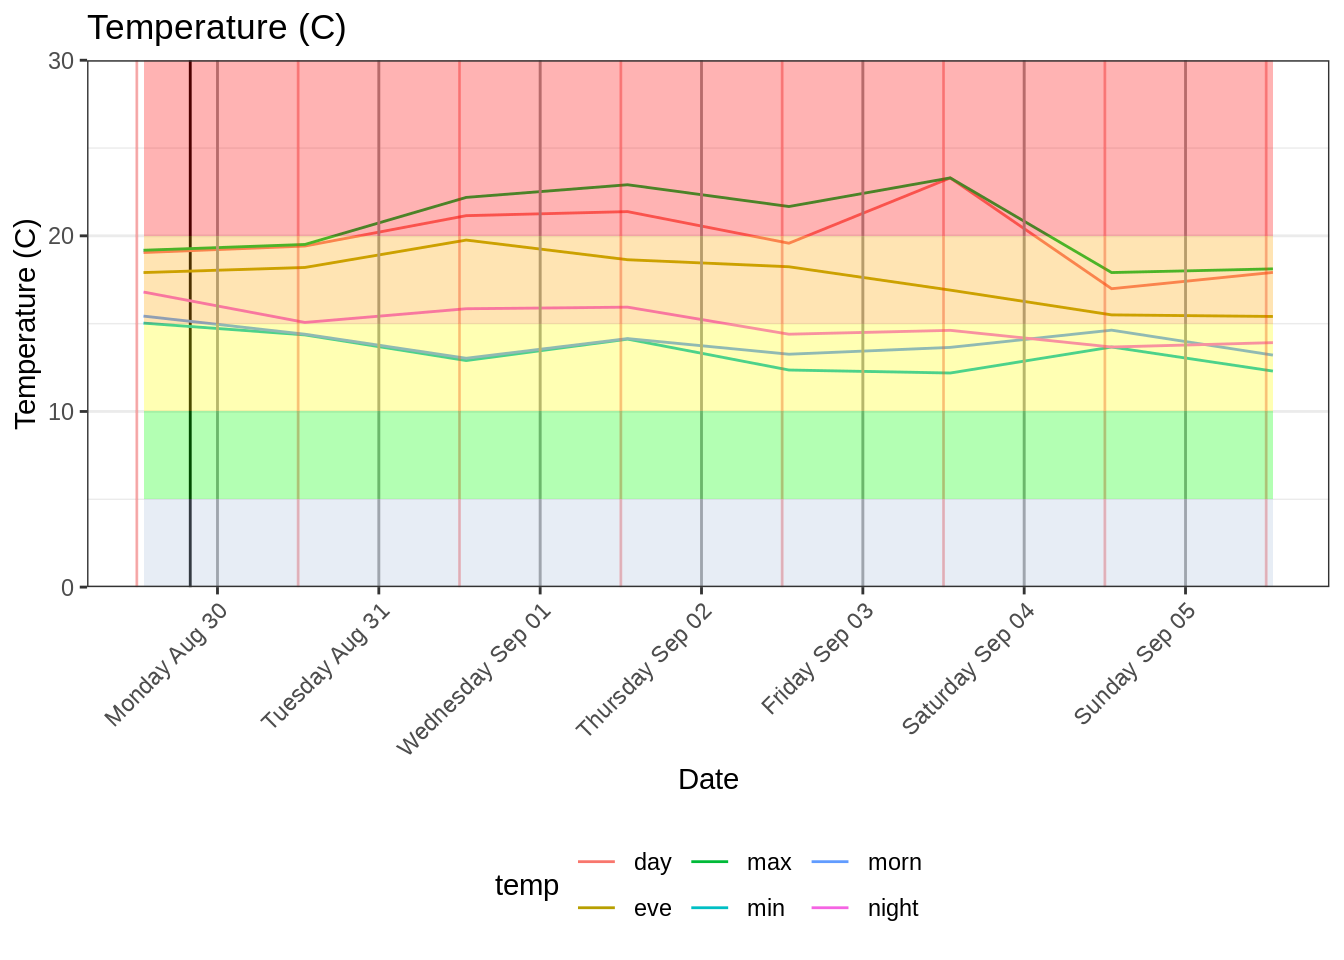 Temperature (C)
Temperature (C)
30
20
10
0
Monday Aug 30
Tuesday Aug 31
Wednesday Sep 01
Thursday Sep 02
Friday Sep 03
Saturday Sep 04
Sunday Sep 05
Date
temp
day
max
morn
eve
min
night